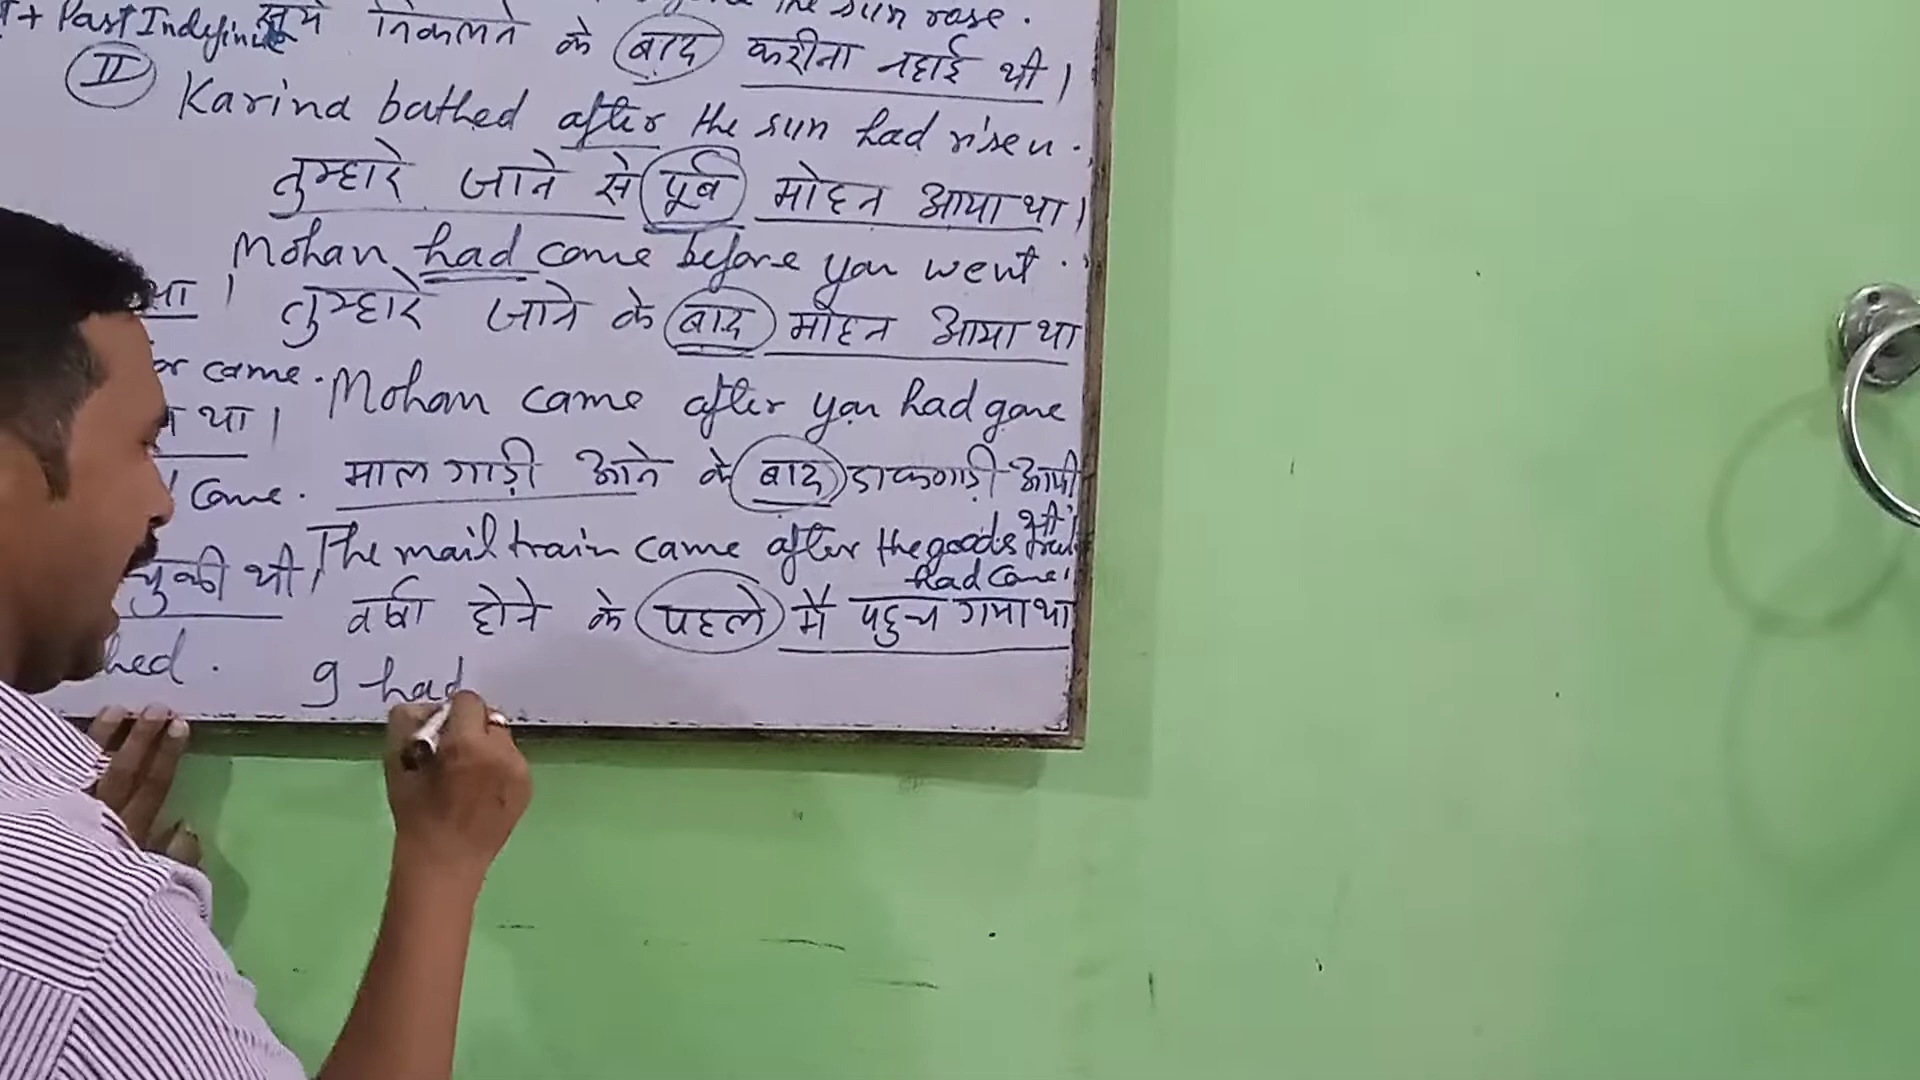 the sun rose.
+ Past Indefinite सूर्य निकलने के बाद करीना नहाई थी।
II Karina bathed after the sun had risen.
तुम्हारे जाने से पूर्व मोहन आया था।
Mohan had come before you went.
था। तुम्हारे जाने के बाद मोहन आया था
or came. Mohan came after you had gone
था। माल गाड़ी आने के बाद डाकगाड़ी आयी थी
come. The mail train came after the goods train had come.
चुकी थी। वर्षा होने के पहले मैं पहुच गया था
hed. I had